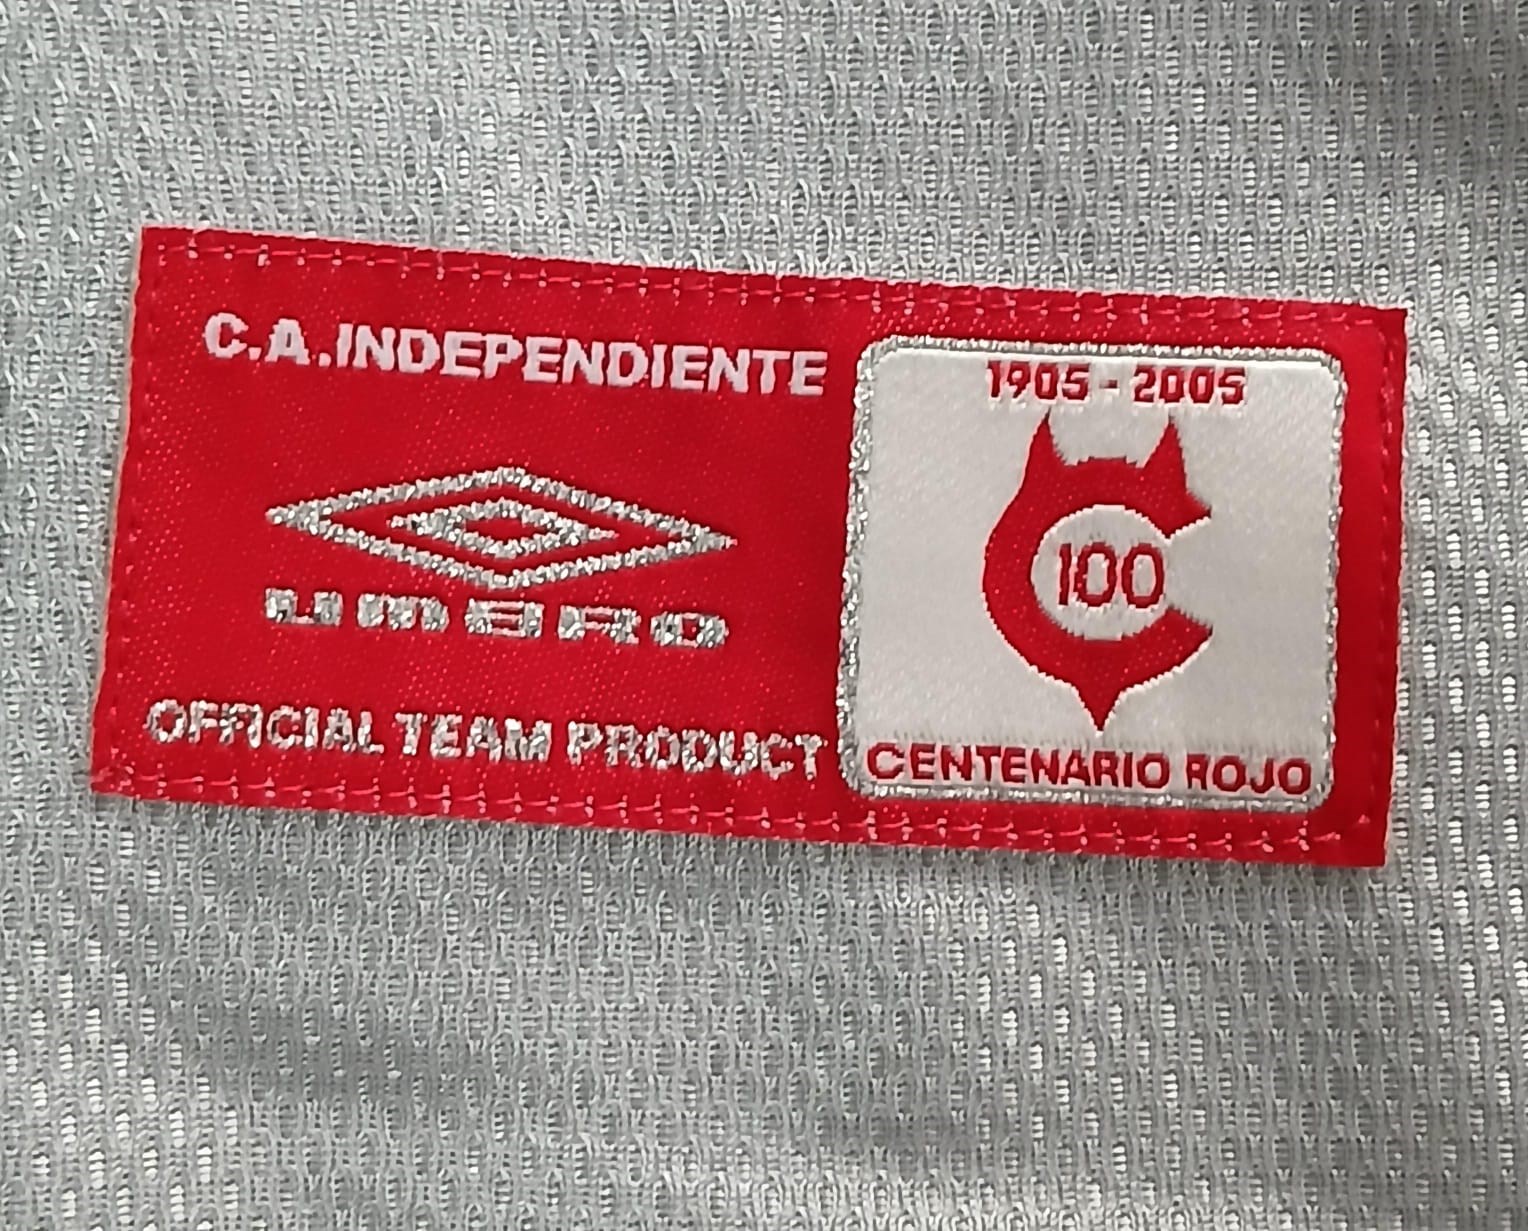 C.A.INDEPENDIENTE
UMBRO
OFFICIAL TEAM PRODUCT
1905 - 2005
100
CENTENARIO ROJO